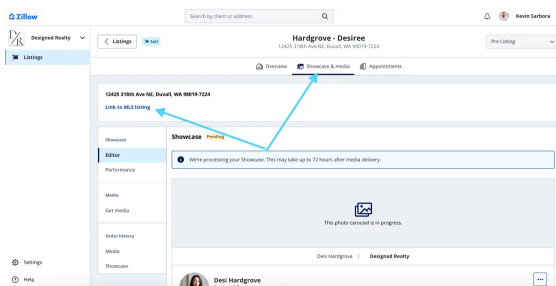 Zillow
Search by client or address
Kevin Sarbora
DR
Designed Realty
Listings
Listings
Sell
Hardgrove - Desiree
12425 318th Ave NE, Duvall, WA 98019-7224
Pre Listing
Overview
Showcase & media
Appointments
12425 318th Ave NE, Duvall, WA 98019-7224
Link to MLS listing
Showcase
Editor
Performance
Media
Get media
Order history
Media
Showcase
Showcase Pending
We're processing your Showcase. This may take up to 72 hours after media delivery.
This photo carousel is in progress.
Desi Hardgrove | Designed Realty
Desi Hardgrove
Settings
Help